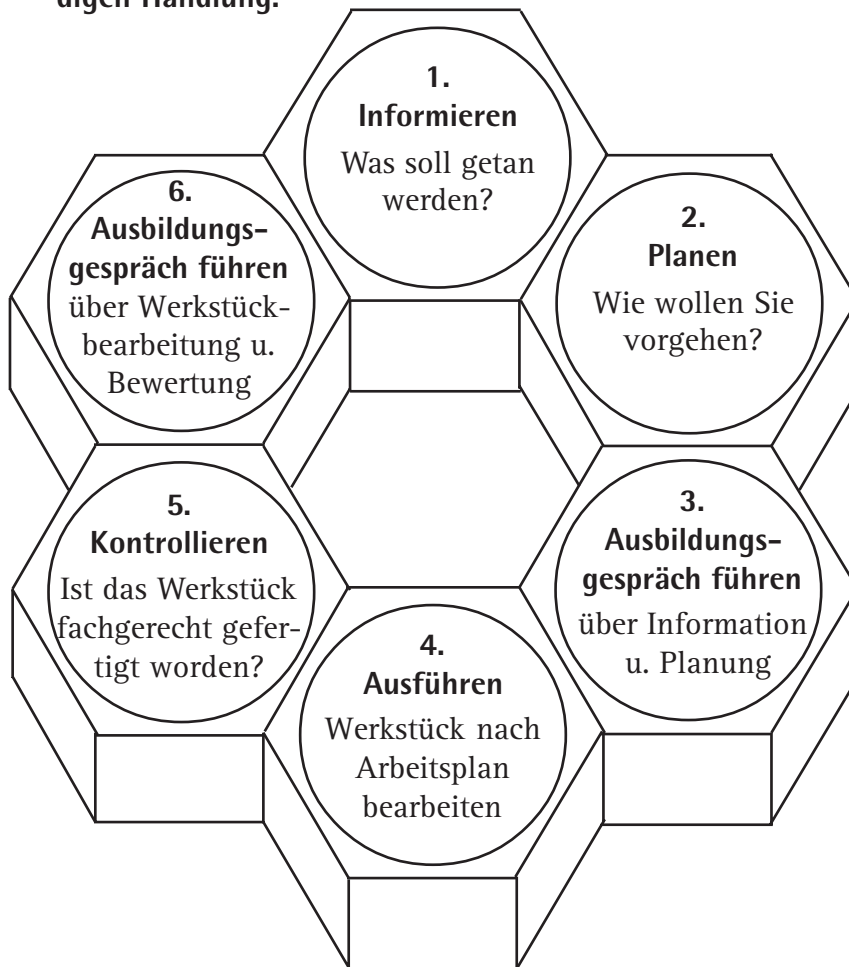 digen Handlung.
1.
Informieren
Was soll getan
werden?
2.
Planen
Wie wollen Sie
vorgehen?
3.
Ausbildungs-
gespräch führen
über Information
u. Planung
4.
Ausführen
Werkstück nach
Arbeitsplan
bearbeiten
5.
Kontrollieren
Ist das Werkstück
fachgerecht gefer-
tigt worden?
6.
Ausbildungs-
gespräch führen
über Werkstück-
bearbeitung u.
Bewertung